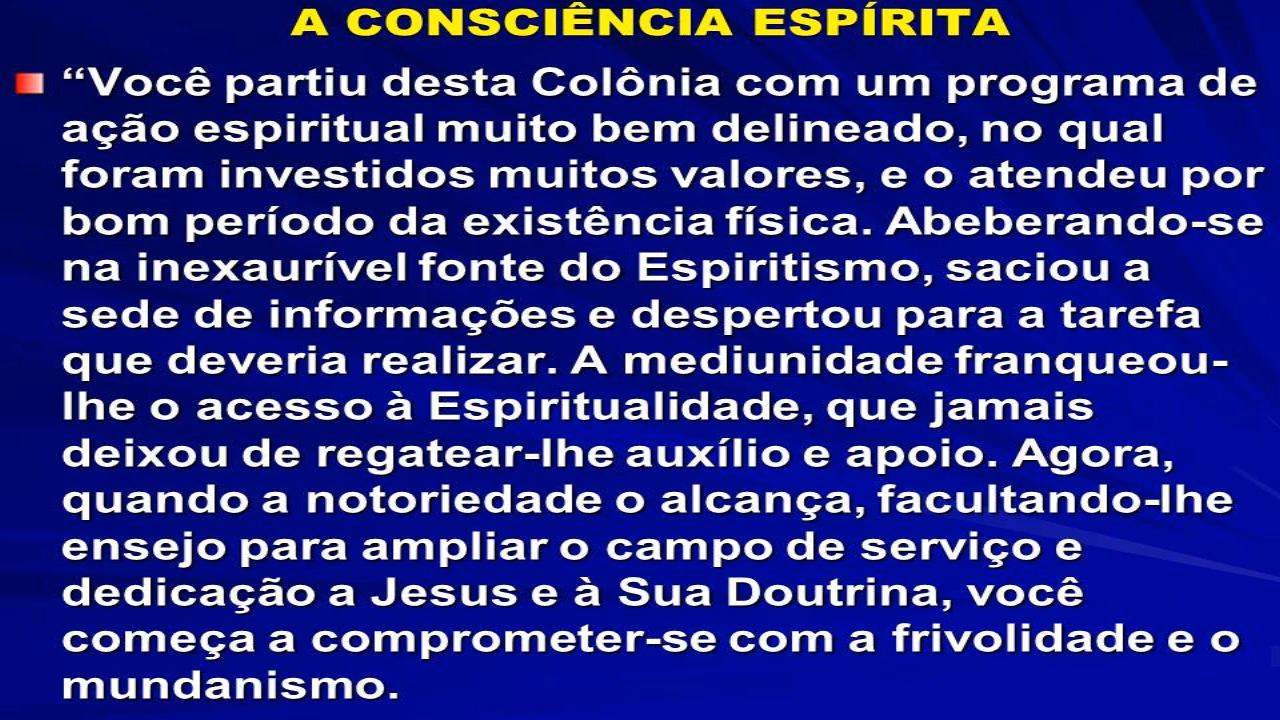 A CONSCIÊNCIA ESPÍRITA
“Você partiu desta Colônia com um programa de
ação espiritual muito bem delineado, no qual
foram investidos muitos valores, e o atendeu por
bom período da existência física. Abeberando-se
na inexaurível fonte do Espiritismo, saciou a
sede de informações e despertou para a tarefa
que deveria realizar. A mediunidade franqueou-
lhe o acesso à Espiritualidade, que jamais
deixou de regatear-lhe auxílio e apoio. Agora,
quando a notoriedade o alcança, facultando-lhe
ensejo para ampliar o campo de serviço e
dedicação a Jesus e à Sua Doutrina, você
começa a comprometer-se com a frivolidade e o
mundanismo.